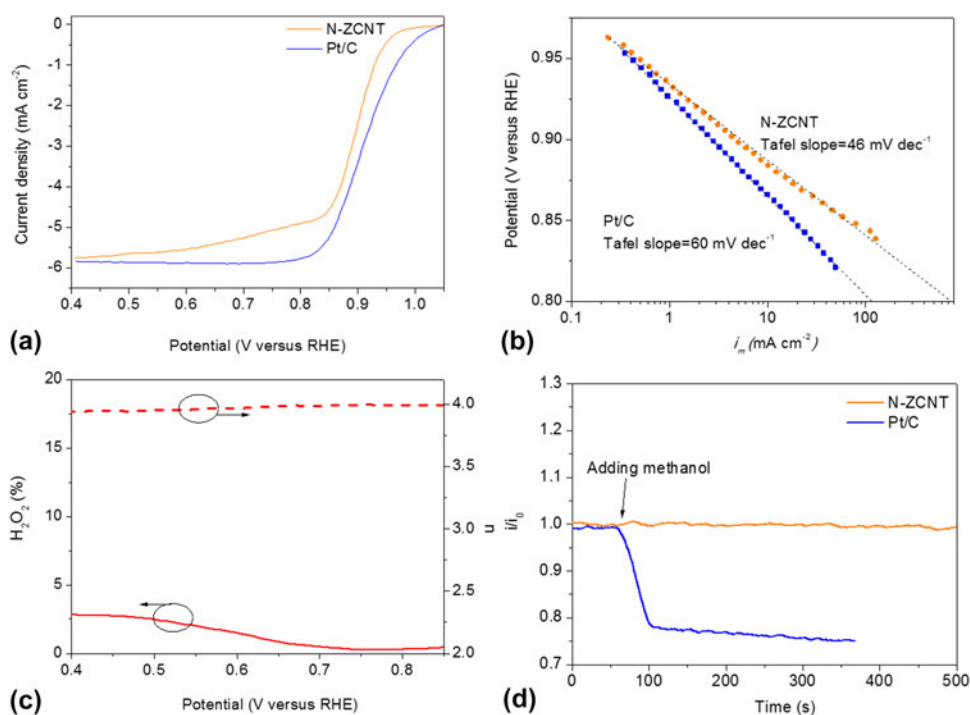 N-ZCNT
Pt/C
0
-1
-2
-3
-4
-5
-6
Current density (mA cm⁻²)
0.4 0.5 0.6 0.7 0.8 0.9 1.0
Potential (V versus RHE)
(a)
0.95
0.90
0.85
0.80
Potential (V versus RHE)
N-ZCNT
Tafel slope=46 mV dec⁻¹
Pt/C
Tafel slope=60 mV dec⁻¹
0.1 1 10 100
iₘ (mA cm⁻²)
(b)
20
15
10
5
0
H₂O₂ (%)
4.0
3.5
3.0
2.5
2.0
n
0.4 0.5 0.6 0.7 0.8
Potential (V versus RHE)
(c)
1.3
1.2
1.1
1.0
0.9
0.8
0.7
i/i₀
N-ZCNT
Pt/C
Adding methanol
0 100 200 300 400 500
Time (s)
(d)